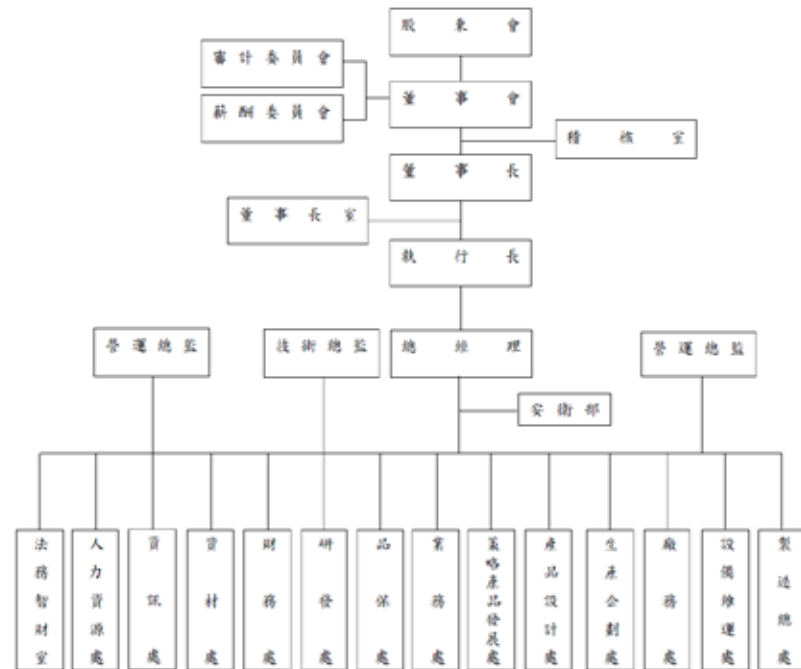 股東會
審計委員會
董事會
薪酬委員會
稽核室
董事長
董事長室
執行長
營運總監
技術總監
總經理
營運總監
安衛部
法務智財室
人力資源處
資訊處
資材處
財務處
研發處
品保處
業務處
策略產品發展處
產品設計處
生產企劃處
廠務處
設備維運處
製造總處